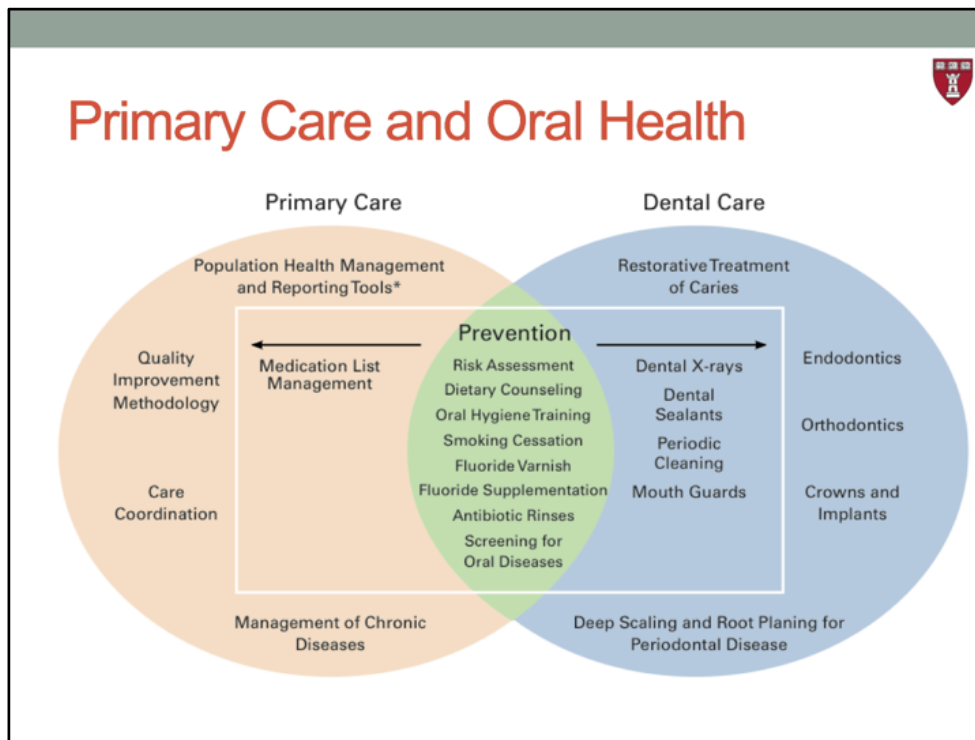 Primary Care and Oral Health
Primary Care
Dental Care
Population Health Management
and Reporting Tools*
Restorative Treatment
of Caries
Prevention
Quality
Improvement
Methodology
Medication List
Management
Risk Assessment
Dietary Counseling
Oral Hygiene Training
Smoking Cessation
Fluoride Varnish
Fluoride Supplementation
Antibiotic Rinses
Screening for
Oral Diseases
Dental X-rays
Dental
Sealants
Periodic
Cleaning
Mouth Guards
Endodontics
Orthodontics
Crowns and
Implants
Care
Coordination
Management of Chronic
Diseases
Deep Scaling and Root Planing for
Periodontal Disease